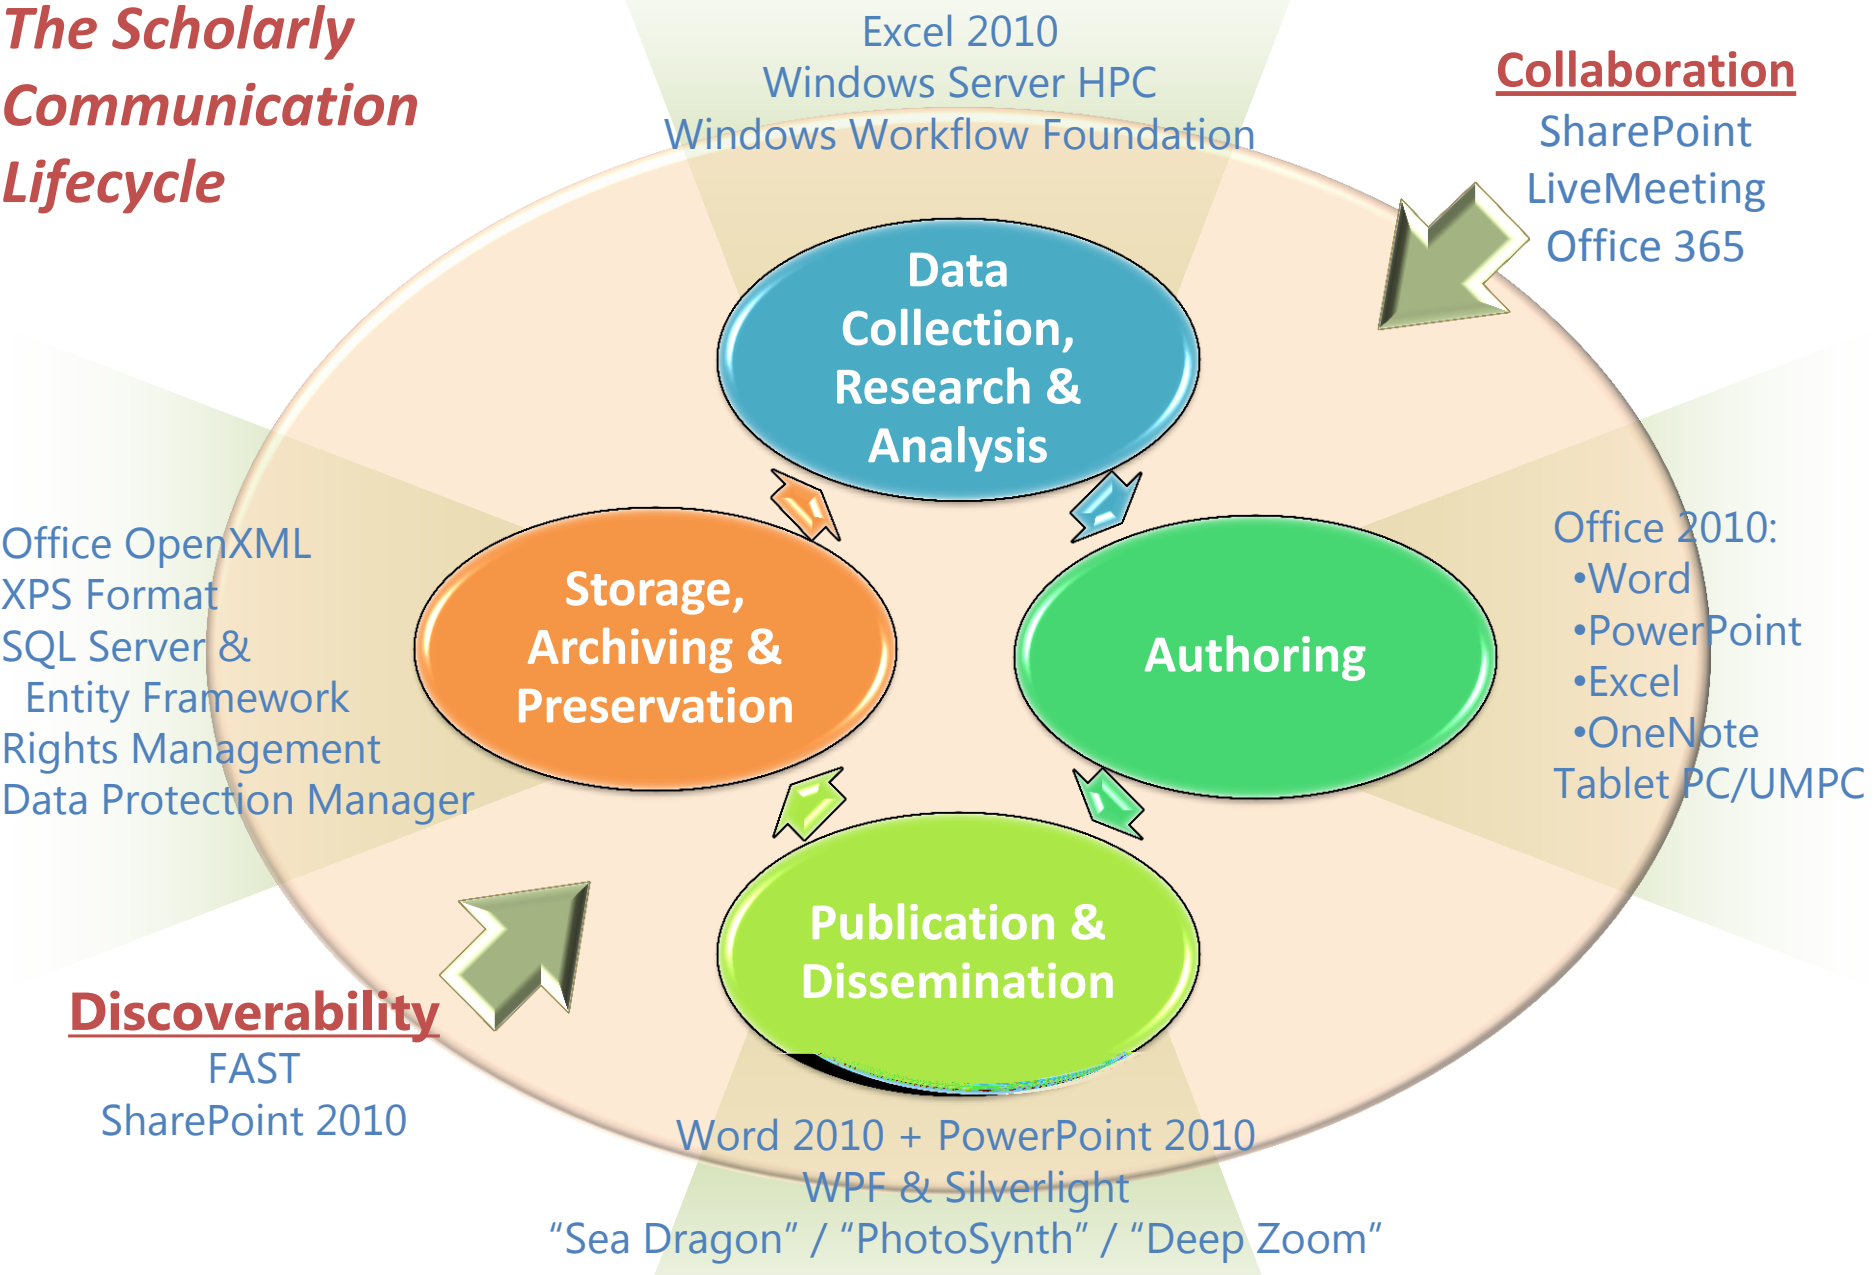 The Scholarly
Communication
Lifecycle
Excel 2010
Windows Server HPC
Windows Workflow Foundation
Collaboration
SharePoint
LiveMeeting
Office 365
Data
Collection,
Research &
Analysis
Office OpenXML
XPS Format
SQL Server &
Entity Framework
Rights Management
Data Protection Manager
Storage,
Archiving &
Preservation
Authoring
Office 2010:
•Word
•PowerPoint
•Excel
•OneNote
Tablet PC/UMPC
Publication &
Dissemination
Discoverability
FAST
SharePoint 2010
Word 2010 + PowerPoint 2010
WPF & Silverlight
“Sea Dragon” / “PhotoSynth” / “Deep Zoom”